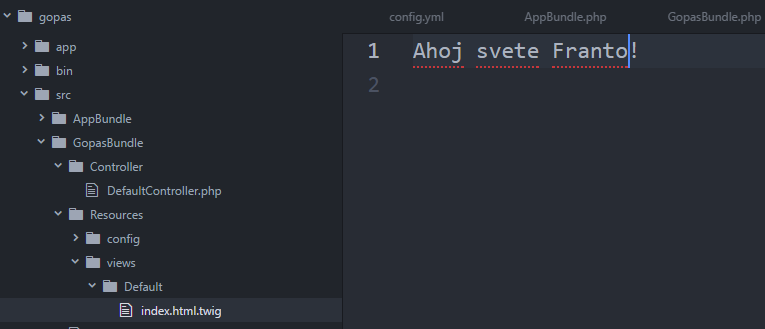 gopas
app
bin
src
AppBundle
GopasBundle
Controller
DefaultController.php
Resources
config
views
Default
index.html.twig
config.yml AppBundle.php GopasBundle.php
1 Ahoj svete Franto!
2